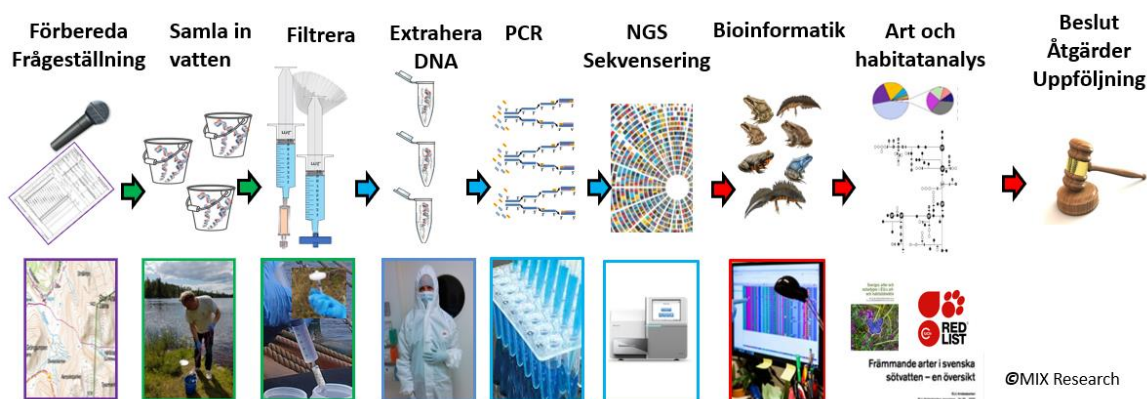 Förbereda
Frågeställning
Samla in
vatten
Filtrera
Extrahera
DNA
PCR
NGS
Sekvensering
Bioinformatik
Art och
habitatanalys
Beslut
Åtgärder
Uppföljning
RED
LIST
Främmande arter i svenska
sötvatten – en översikt
©MIX Research